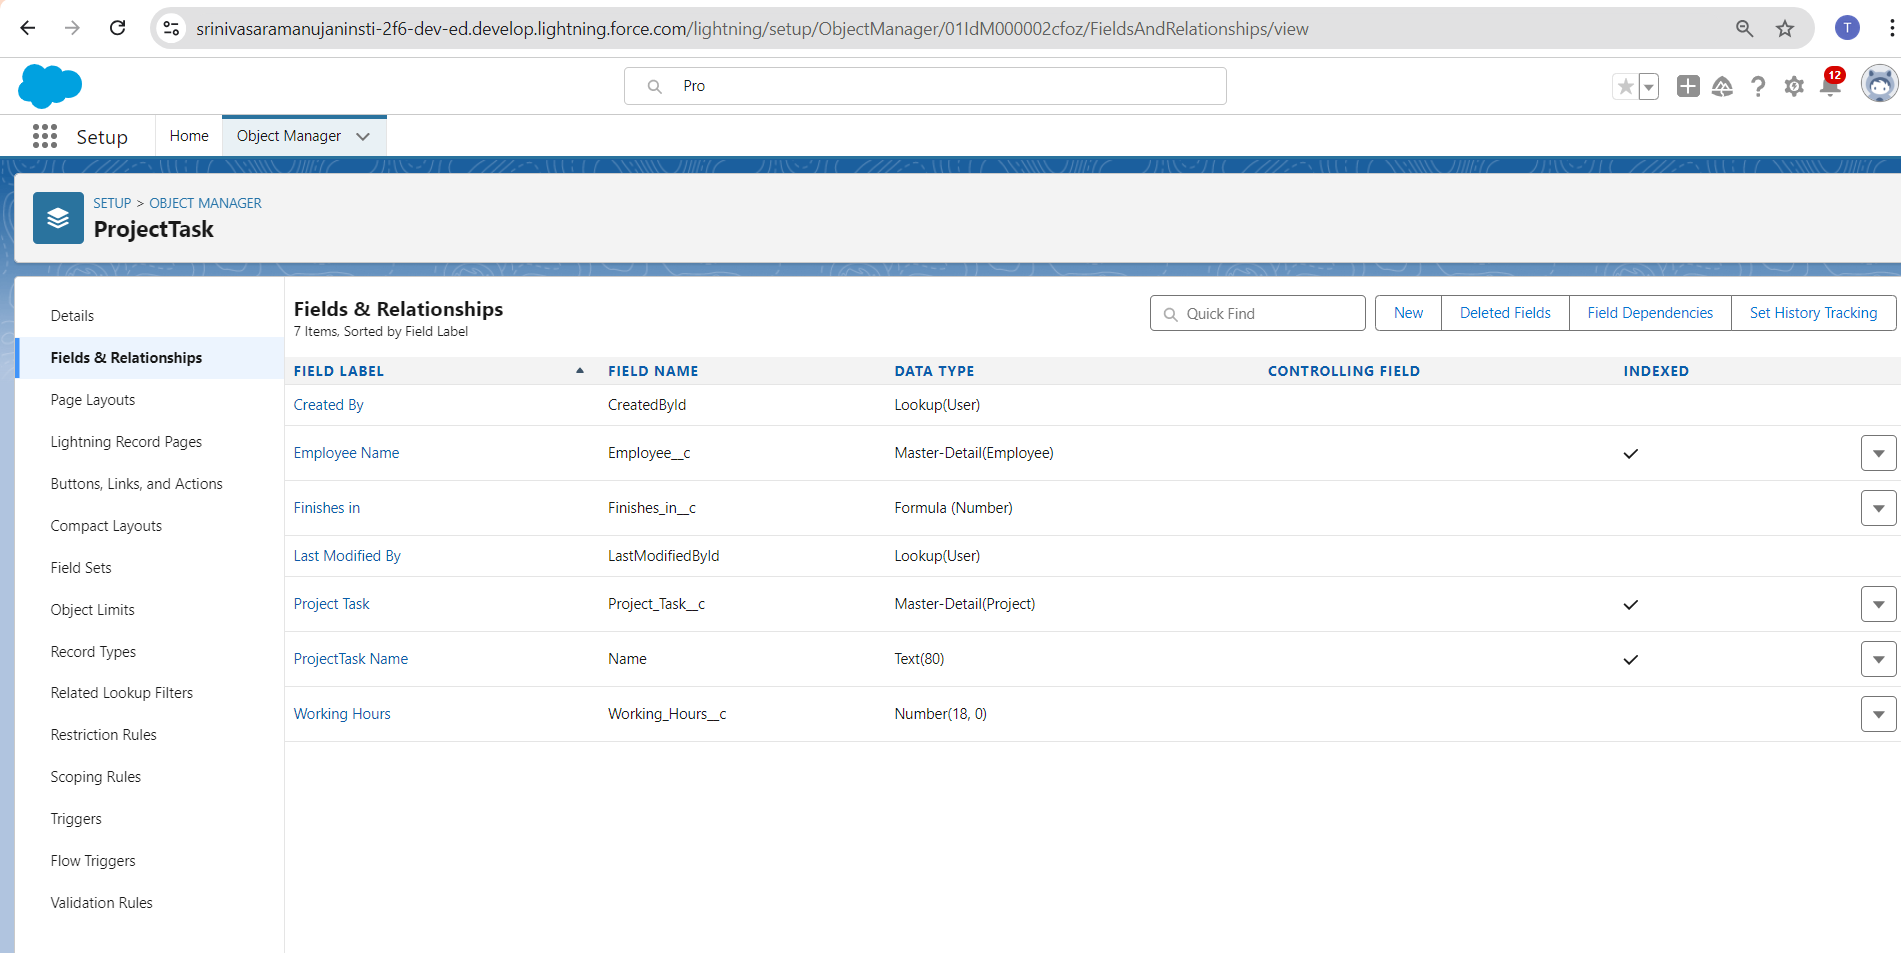 srinivasaramanujaninsti-2f6-dev-ed.develop.lightning.force.com/lightning/setup/ObjectManager/01IdM000002cfoz/FieldsAndRelationships/view
T
Pro
12
Setup
Home
Object Manager
SETUP > OBJECT MANAGER
ProjectTask
Details
Fields & Relationships
Page Layouts
Lightning Record Pages
Buttons, Links, and Actions
Compact Layouts
Field Sets
Object Limits
Record Types
Related Lookup Filters
Restriction Rules
Scoping Rules
Triggers
Flow Triggers
Validation Rules
Fields & Relationships
7 Items, Sorted by Field Label
Quick Find
New
Deleted Fields
Field Dependencies
Set History Tracking
FIELD LABEL FIELD NAME DATA TYPE CONTROLLING FIELD INDEXED
Created By CreatedById Lookup(User)
Employee Name Employee__c Master-Detail(Employee)
Finishes in Finishes_in__c Formula (Number)
Last Modified By LastModifiedById Lookup(User)
Project Task Project_Task__c Master-Detail(Project)
ProjectTask Name Name Text(80)
Working Hours Working_Hours__c Number(18, 0)